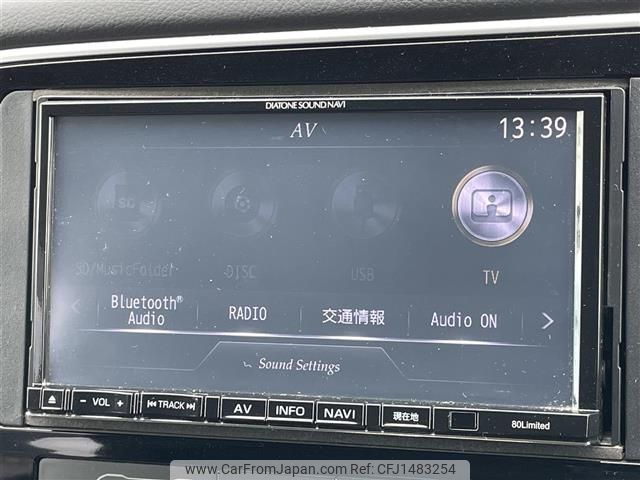 DIATONE SOUND NAVI
AV
13:39
SD
SD/MusicFolder
DISC
USB
TV
Bluetooth® Audio
RADIO
交通情報
Audio ON
Sound Settings
− VOL +
TRACK
AV
INFO
NAVI
現在地
80Limited
www.CarFromJapan.com - CFJ1483254